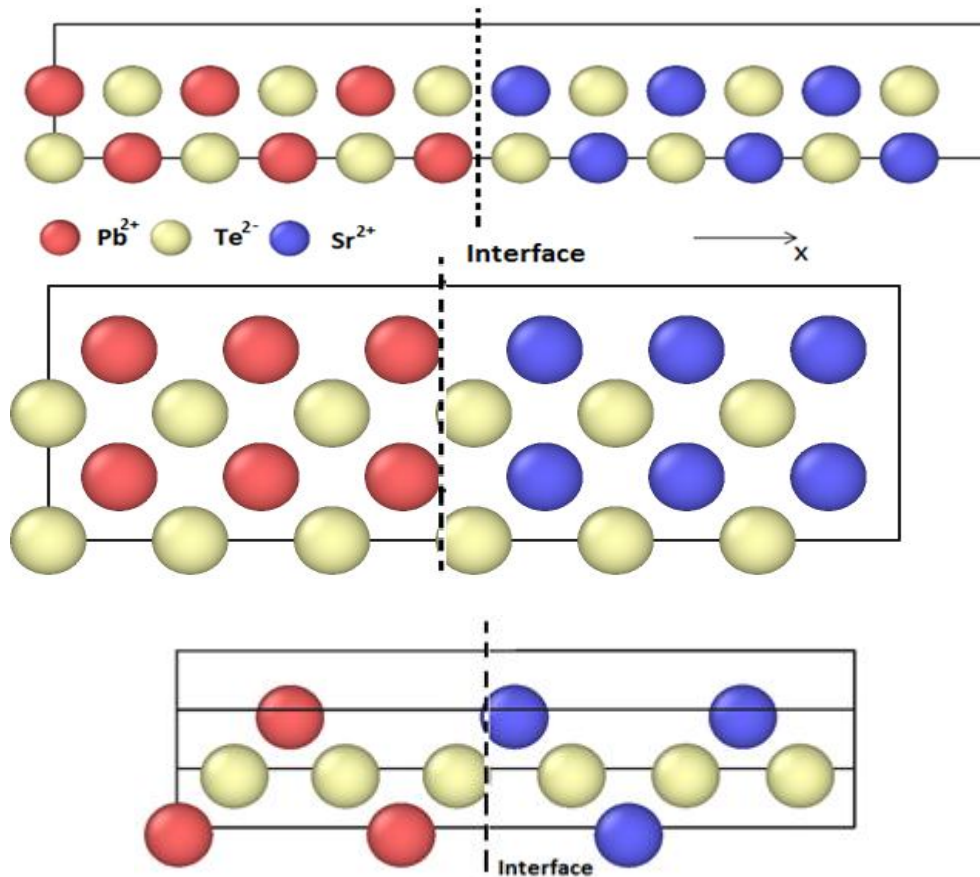 Pb2+ Te2- Sr2+
Interface
x
Interface